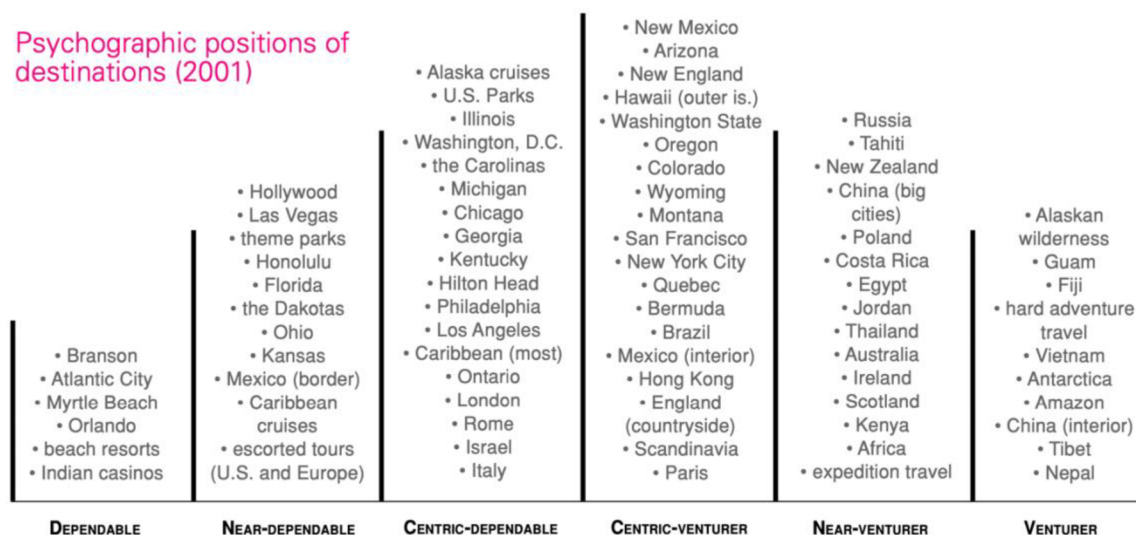 Psychographic positions of
destinations (2001)
• Branson
• Atlantic City
• Myrtle Beach
• Orlando
• beach resorts
• Indian casinos
DEPENDABLE
• Hollywood
• Las Vegas
• theme parks
• Honolulu
• Florida
• the Dakotas
• Ohio
• Kansas
• Mexico (border)
• Caribbean
cruises
• escorted tours
(U.S. and Europe)
NEAR-DEPENDABLE
• Alaska cruises
• U.S. Parks
• Illinois
• Washington, D.C.
• the Carolinas
• Michigan
• Chicago
• Georgia
• Kentucky
• Hilton Head
• Philadelphia
• Los Angeles
• Caribbean (most)
• Ontario
• London
• Rome
• Israel
• Italy
CENTRIC-DEPENDABLE
• New Mexico
• Arizona
• New England
• Hawaii (outer is.)
• Washington State
• Oregon
• Colorado
• Wyoming
• Montana
• San Francisco
• New York City
• Quebec
• Bermuda
• Brazil
• Mexico (interior)
• Hong Kong
• England
(countryside)
• Scandinavia
• Paris
CENTRIC-VENTURER
• Russia
• Tahiti
• New Zealand
• China (big
cities)
• Poland
• Costa Rica
• Egypt
• Jordan
• Thailand
• Australia
• Ireland
• Scotland
• Kenya
• Africa
• expedition travel
NEAR-VENTURER
• Alaskan
wilderness
• Guam
• Fiji
• hard adventure
travel
• Vietnam
• Antarctica
• Amazon
• China (interior)
• Tibet
• Nepal
VENTURER